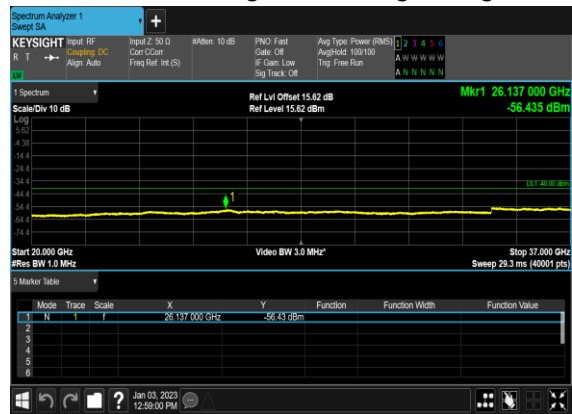 Spectrum Analyzer 1
Swept SA
KEYSIGHT Input: RF Input Z: 50 Ω #Atten: 10 dB PNO: Fast Avg Type: Power (RMS) 1 2 3 4 5 6
R T Coupling: DC Corr CCorr Gate: Off Avg|Hold: 100/100 A W W W W W
Align: Auto Freq Ref: Int (S) IF Gain: Low Trig: Free Run
Sig Track: Off A N N N N N
1 Spectrum Ref Lvl Offset 15.62 dB Mkr1 26.137 000 GHz
Scale/Div 10 dB Ref Level 15.62 dBm -56.435 dBm
Log
5.62
-4.38
-14.4
-24.4
-34.4
DL1 -40.00 dBm
-44.4
1
-54.4
-64.4
-74.4
Start 20.000 GHz Video BW 3.0 MHz* Stop 37.000 GHz
#Res BW 1.0 MHz Sweep 29.3 ms (40001 pts)
5 Marker Table
Mode Trace Scale X Y Function Function Width Function Value
1 N 1 f 26.137 000 GHz -56.43 dBm
2
3
4
5
6
Jan 03, 2023
12:59:00 PM